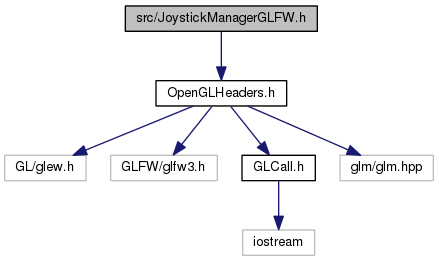 src/JoystickManagerGLFW.h
OpenGLHeaders.h
GL/glew.h
GLFW/glfw3.h
GLCall.h
glm/glm.hpp
iostream